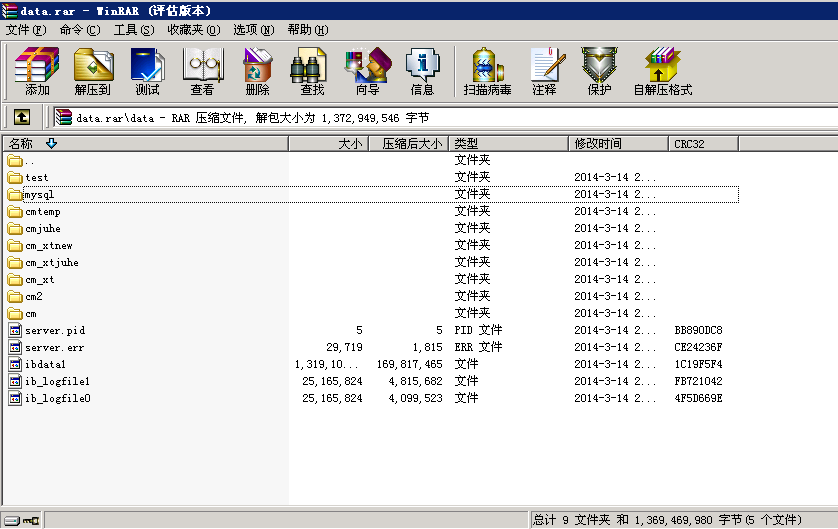 data.rar - WinRAR (评估版本)
文件(F) 命令(C) 工具(S) 收藏夹(O) 选项(N) 帮助(H)
添加 解压到 测试 查看 删除 查找 向导 信息 扫描病毒 注释 保护 自解压格式
data.rar\data - RAR 压缩文件, 解包大小为 1,372,949,546 字节
名称 大小 压缩后大小 类型 修改时间 CRC32
.. 文件夹
test 文件夹 2014-3-14 2...
mysql 文件夹 2014-3-14 2...
cmtemp 文件夹 2014-3-14 2...
cmjuhe 文件夹 2014-3-14 2...
cm_xtnew 文件夹 2014-3-14 2...
cm_xtjuhe 文件夹 2014-3-14 2...
cm_xt 文件夹 2014-3-14 2...
cm2 文件夹 2014-3-14 2...
cm 文件夹 2014-3-14 2...
server.pid 5 5 PID 文件 2014-3-14 2... BB890DC8
server.err 29,719 1,815 ERR 文件 2014-3-14 2... CE24236F
ibdata1 1,319,10... 169,817,465 文件 2014-3-14 2... 1C19F5F4
ib_logfile1 25,165,824 4,815,682 文件 2014-3-14 2... FB721042
ib_logfile0 25,165,824 4,099,523 文件 2014-3-14 2... 4F5D669E
总计 9 文件夹 和 1,369,469,980 字节(5 个文件)